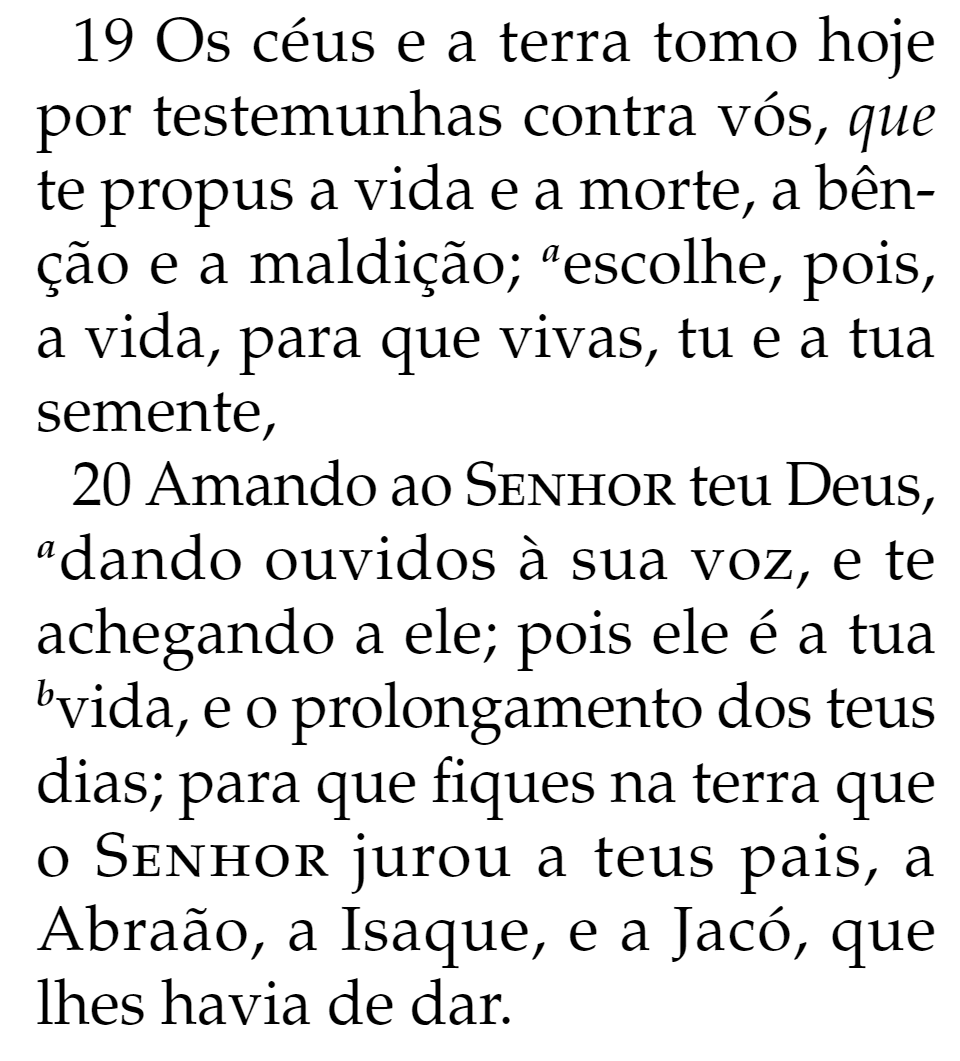 19 Os céus e a terra tomo hoje
por testemunhas contra vós, que
te propus a vida e a morte, a bên-
ção e a maldição; ᵃescolhe, pois,
a vida, para que vivas, tu e a tua
semente,
20 Amando ao SENHOR teu Deus,
ᵃdando ouvidos à sua voz, e te
achegando a ele; pois ele é a tua
ᵇvida, e o prolongamento dos teus
dias; para que fiques na terra que
o SENHOR jurou a teus pais, a
Abraão, a Isaque, e a Jacó, que
lhes havia de dar.